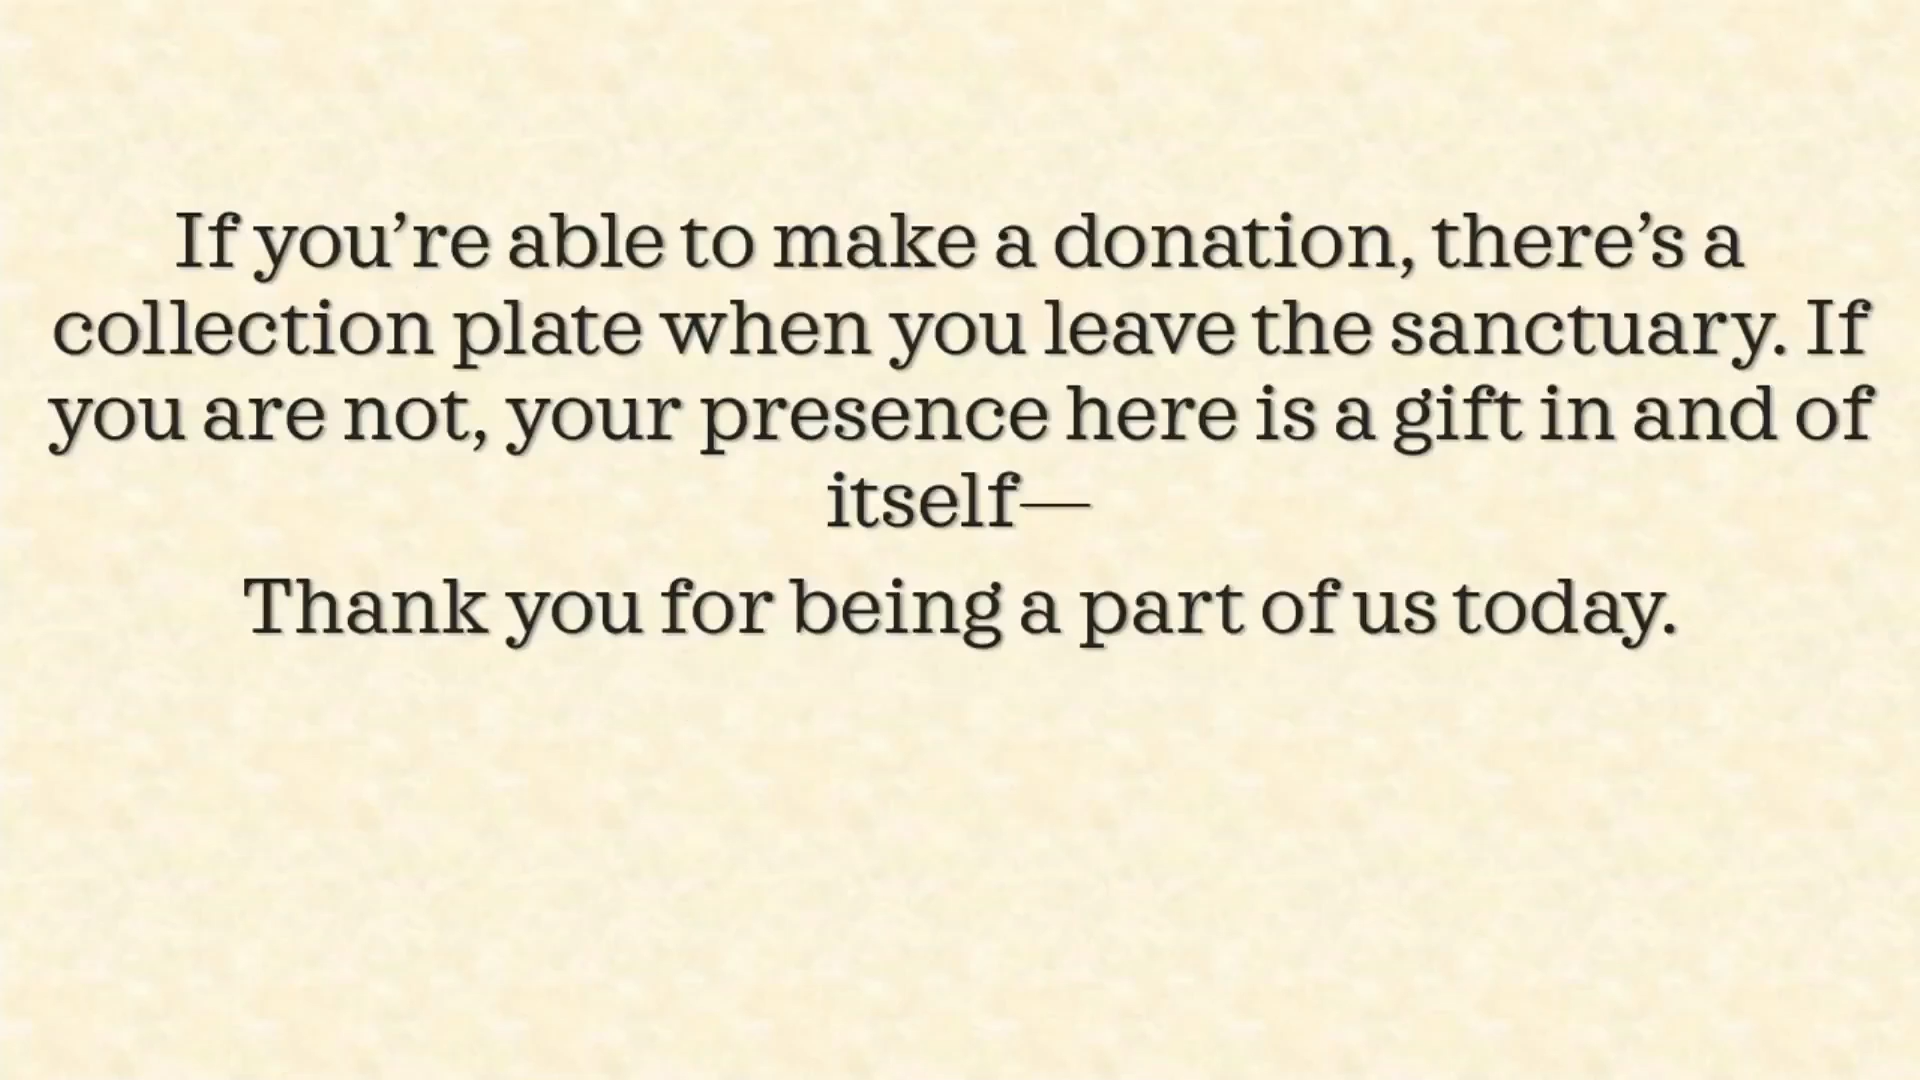 If you’re able to make a donation, there’s a
collection plate when you leave the sanctuary. If
you are not, your presence here is a gift in and of
itself—
Thank you for being a part of us today.